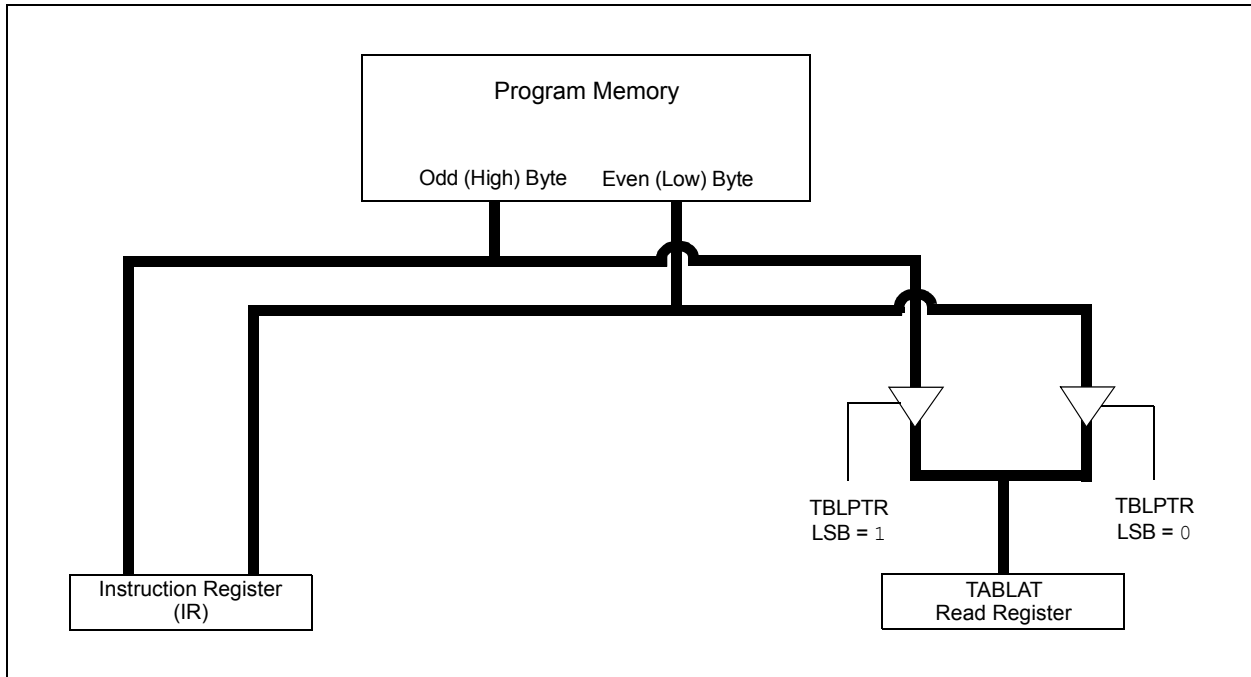 Program Memory
Odd (High) Byte
Even (Low) Byte
TBLPTR
LSB = 1
TBLPTR
LSB = 0
Instruction Register
(IR)
TABLAT
Read Register